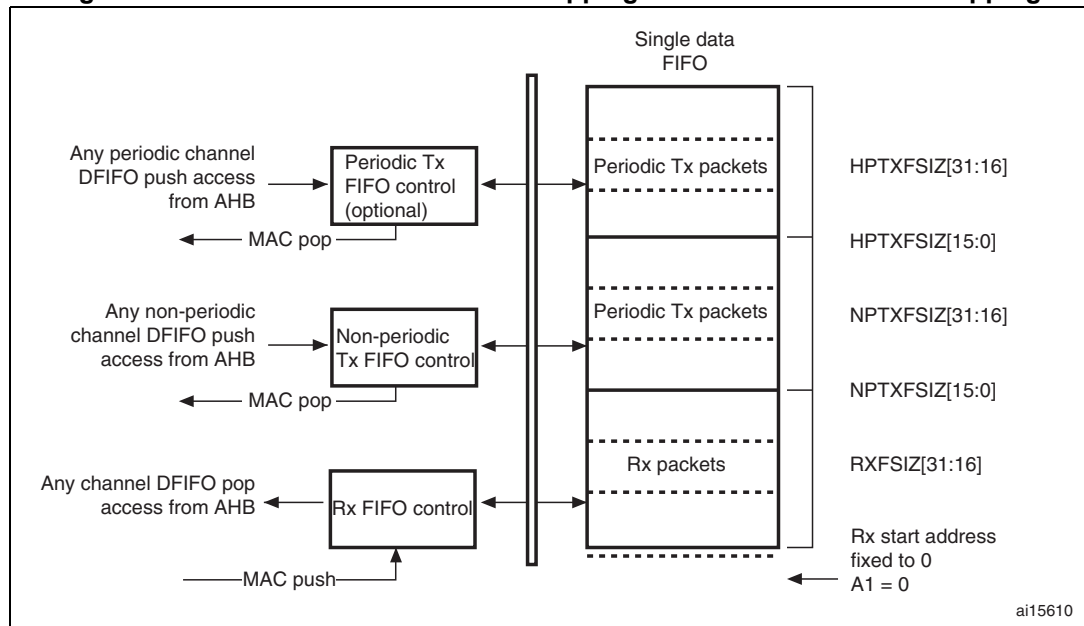 Single data
FIFO
Any periodic channel
DFIFO push access
from AHB
Periodic Tx
FIFO control
(optional)
MAC pop
Periodic Tx packets
HPTXFSIZ[31:16]
HPTXFSIZ[15:0]
Any non-periodic
channel DFIFO push
access from AHB
Non-periodic
Tx FIFO control
MAC pop
Periodic Tx packets
NPTXFSIZ[31:16]
NPTXFSIZ[15:0]
Any channel DFIFO pop
access from AHB
Rx FIFO control
MAC push
Rx packets
RXFSIZ[31:16]
Rx start address
fixed to 0
A1 = 0
ai15610